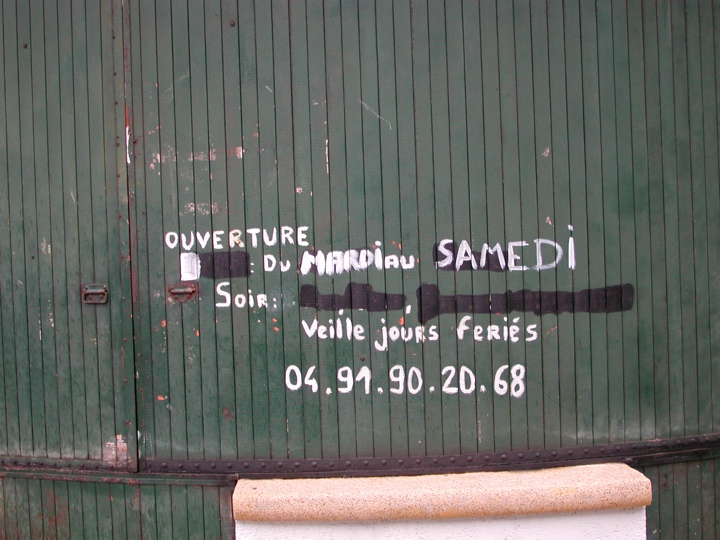 OUVERTURE
: DU MARDI AU SAMEDI
SOIR:
Veille jours feriés
04.91.90.20.68